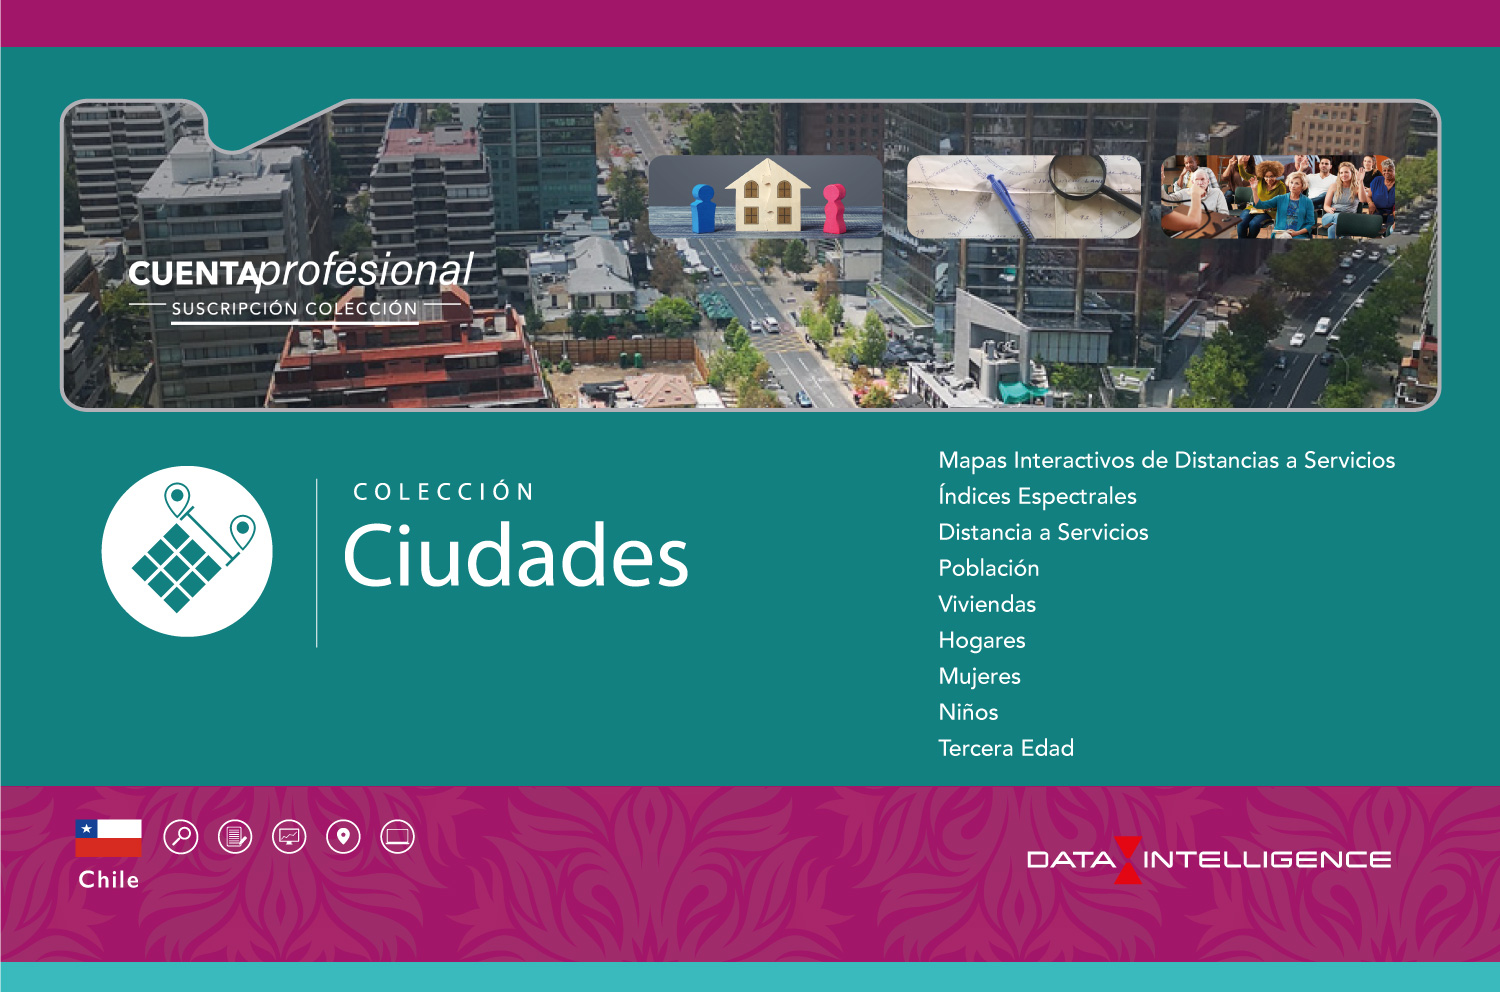 CUENTAprofesional
SUSCRIPCIÓN COLECCIÓN
COLECCIÓN
Ciudades
Mapas Interactivos de Distancias a Servicios
Índices Espectrales
Distancia a Servicios
Población
Viviendas
Hogares
Mujeres
Niños
Tercera Edad
Chile
DATA INTELLIGENCE